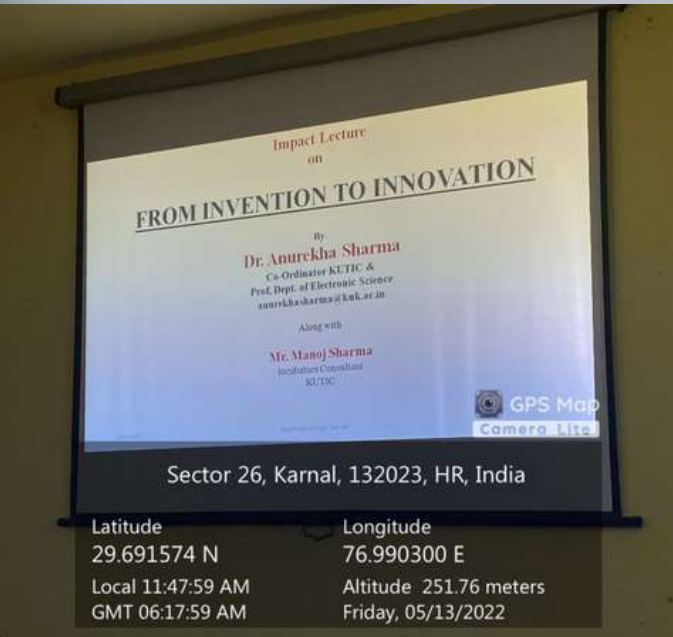 Impact Lecture
on
FROM INVENTION TO INNOVATION
By
Dr. Anurekha Sharma
Co-Ordinator KUTIC &
Prof, Dept. of Electronic Science
anurekhasharma@kuk.ac.in
Along with
Mr. Manoj Sharma
Incubation Consultant
KUTIC
GPS Map
Camera Lite
Sector 26, Karnal, 132023, HR, India
Latitude
29.691574 N
Longitude
76.990300 E
Local 11:47:59 AM
GMT 06:17:59 AM
Altitude 251.76 meters
Friday, 05/13/2022